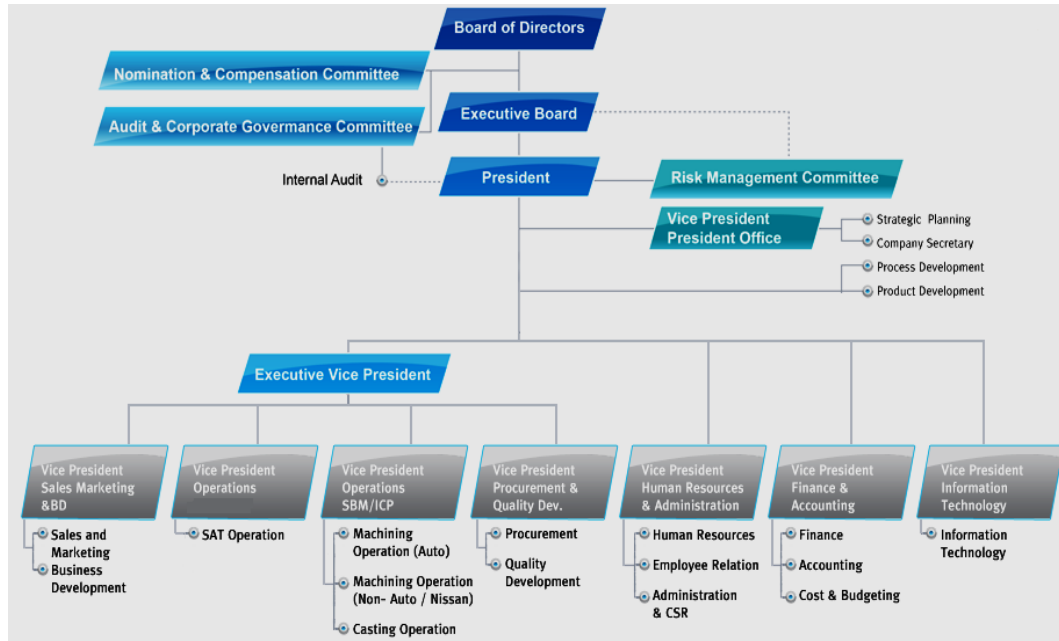 Board of Directors
Nomination & Compensation Committee
Executive Board
Audit & Corporate Governance Committee
Internal Audit
President
Risk Management Committee
Vice President
President Office
Strategic Planning
Company Secretary
Process Development
Product Development
Executive Vice President
Vice President
Sales Marketing
&BD
Sales and
Marketing
Business
Development
Vice President
Operations
SAT Operation
Vice President
Operations
SBM/ICP
Machining
Operation (Auto)
Machining Operation
(Non- Auto / Nissan)
Casting Operation
Vice President
Procurement &
Quality Dev.
Procurement
Quality
Development
Vice President
Human Resources
& Administration
Human Resources
Employee Relation
Administration
& CSR
Vice President
Finance &
Accounting
Finance
Accounting
Cost & Budgeting
Vice President
Information
Technology
Information
Technology